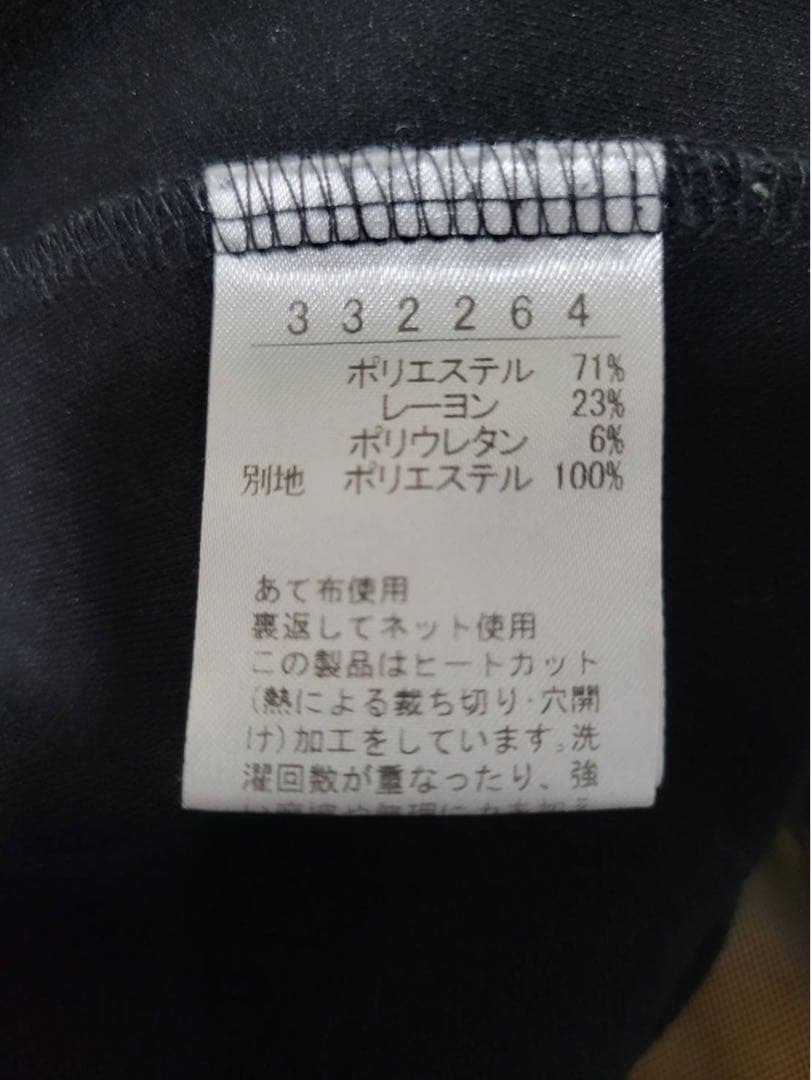 332264
ポリエステル 71%
レーヨン 23%
ポリウレタン 6%
別地 ポリエステル 100%
あて布使用
裏返してネット使用
この製品はヒートカット
(熱による裁ち切り・穴開
け)加工をしています。洗
濯回数が重なったり、強